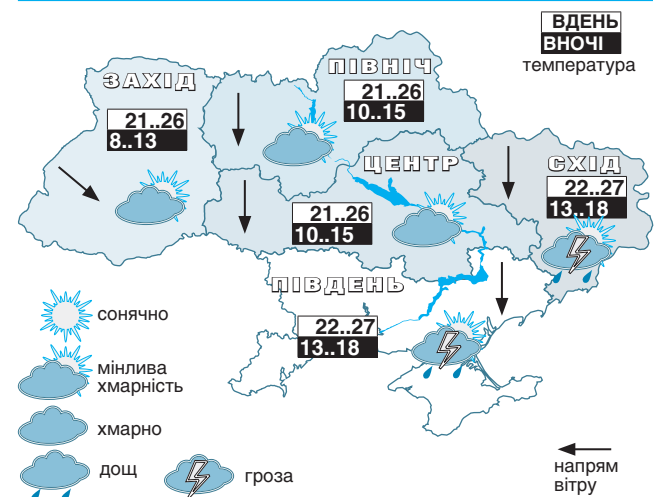 ВДЕНЬ
ВНОЧІ
температура
ЗАХІД
21..26
8..13
ПІВНІЧ
21..26
10..15
ЦЕНТР
21..26
10..15
СХІД
22..27
13..18
ПІВДЕНЬ
22..27
13..18
сонячно
мінлива
хмарність
хмарно
дощ
гроза
напрям
вітру